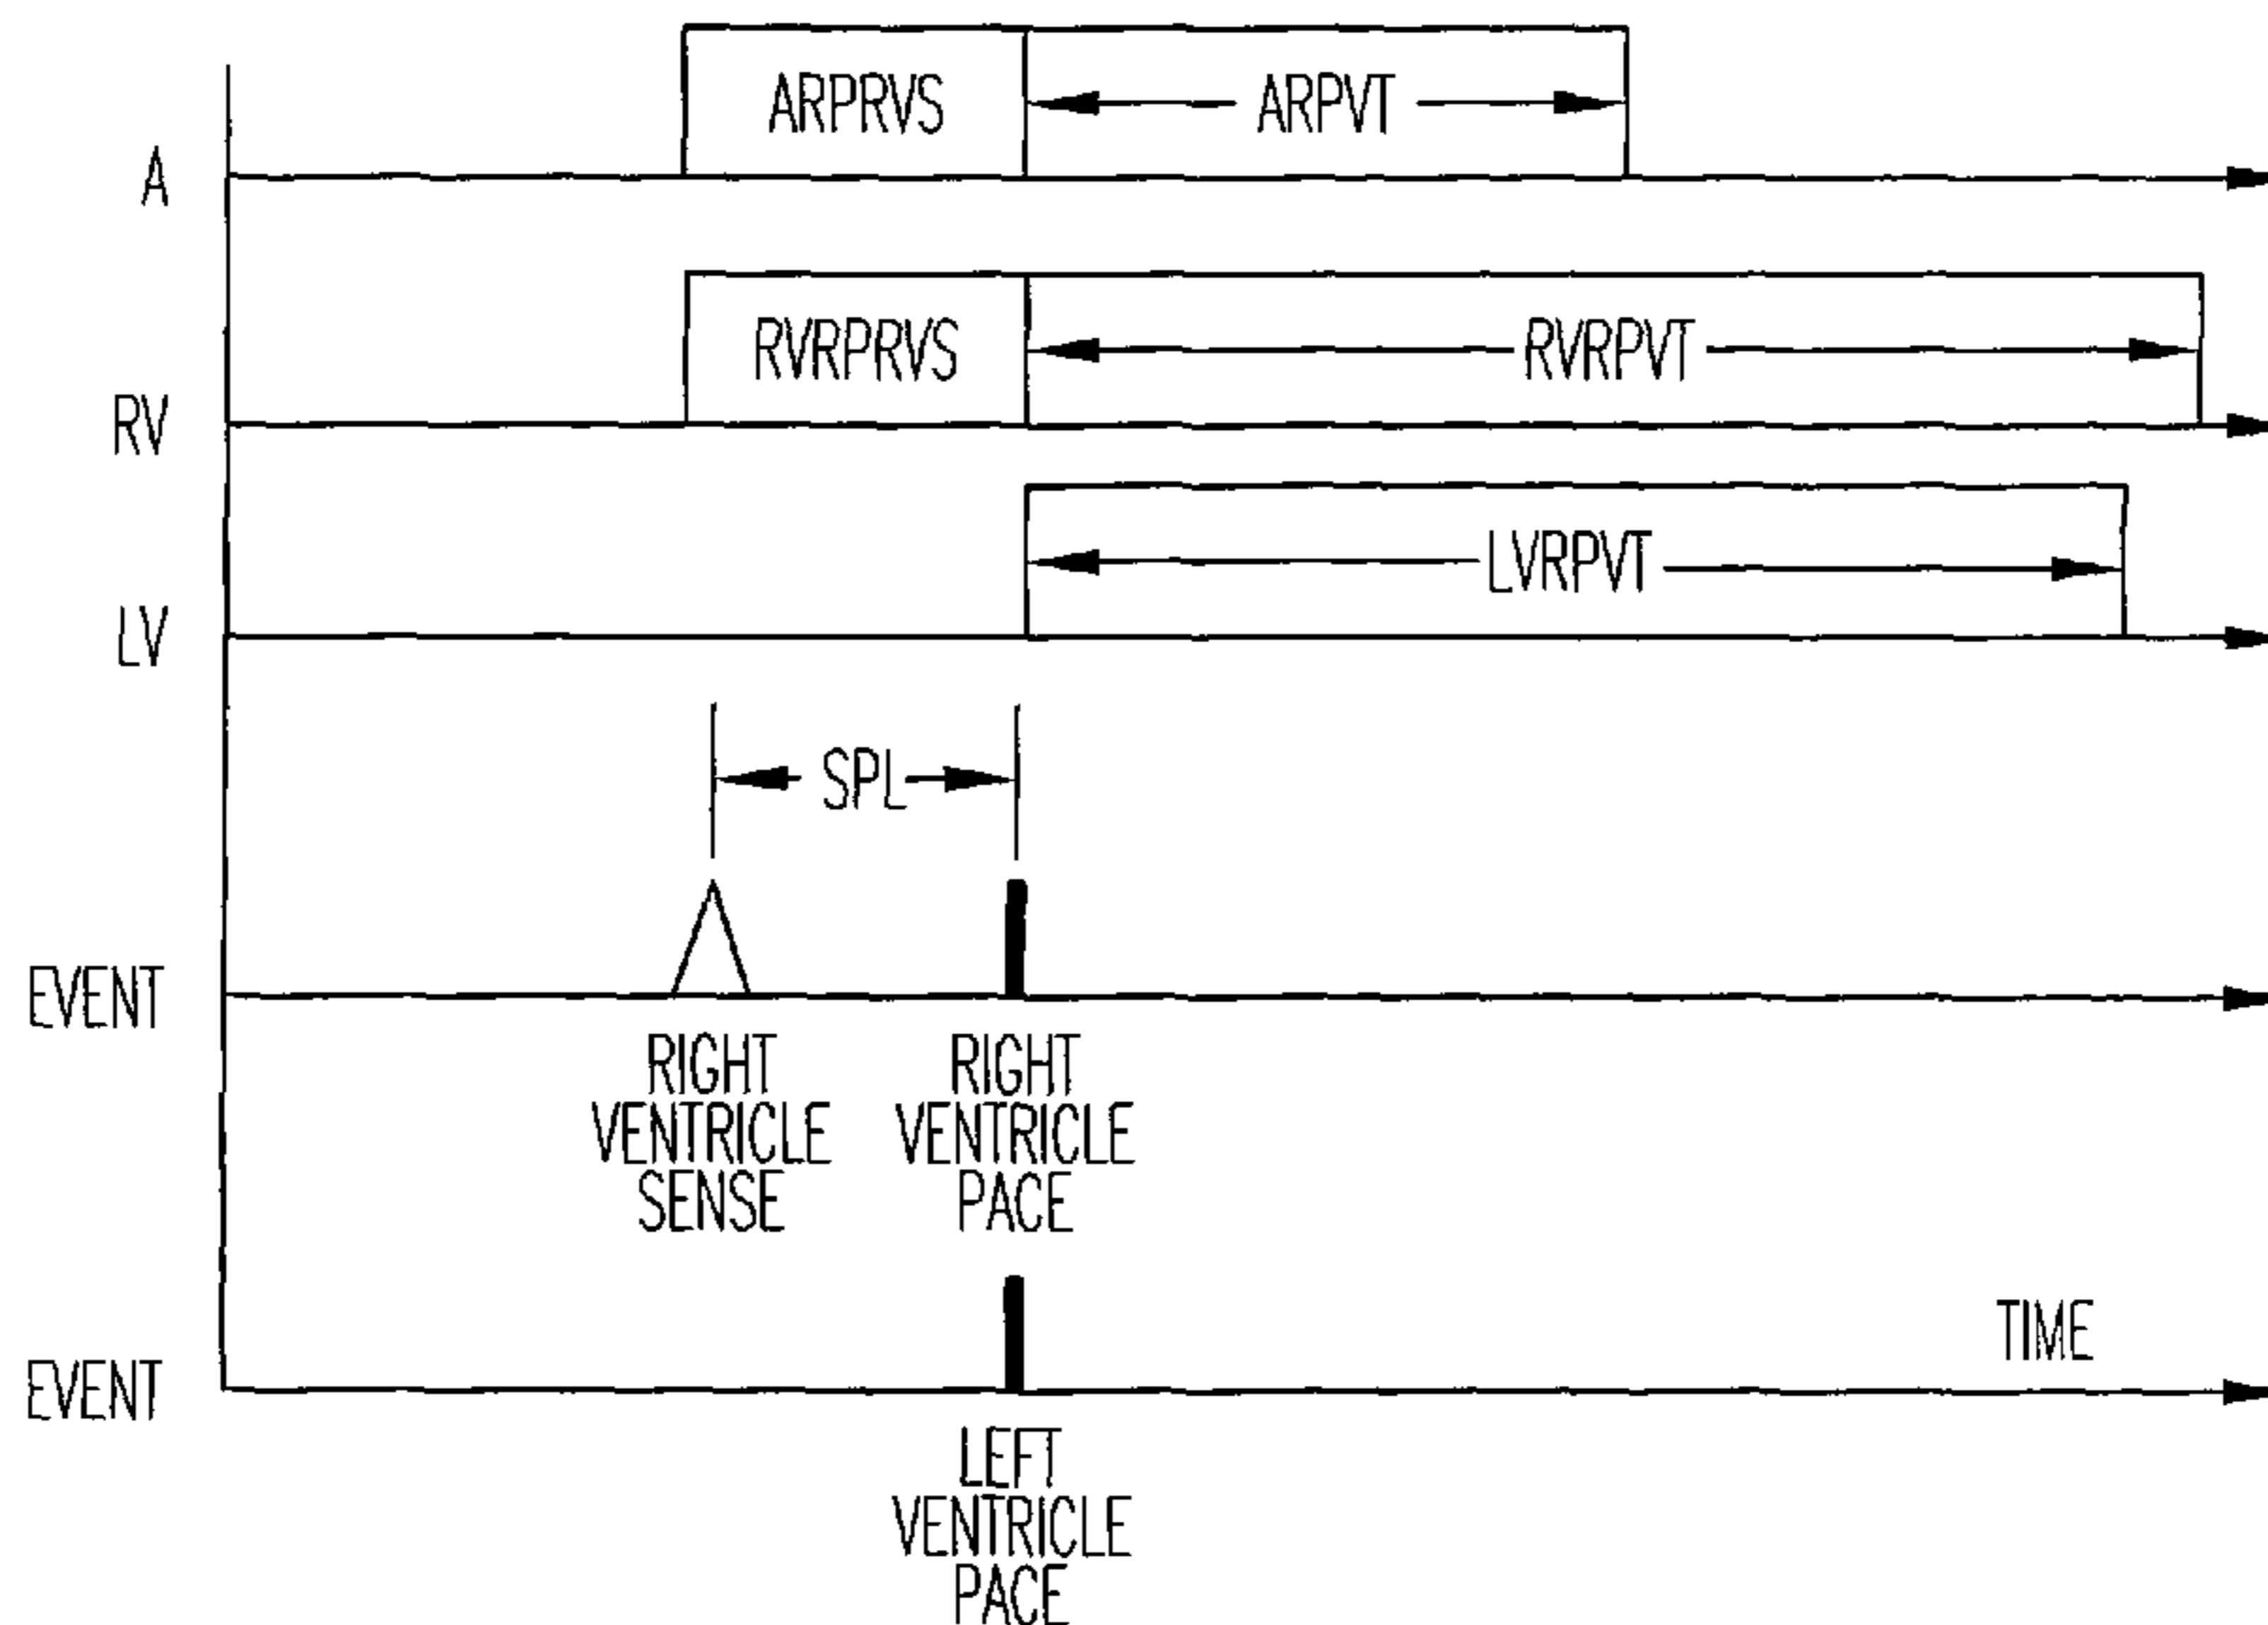 ARPRVS
ARPVT
A
RVRPRVS
RVRPVT
RV
LVRPVT
LV
SPL
EVENT
RIGHT
VENTRICLE
SENSE
RIGHT
VENTRICLE
PACE
TIME
EVENT
LEFT
VENTRICLE
PACE